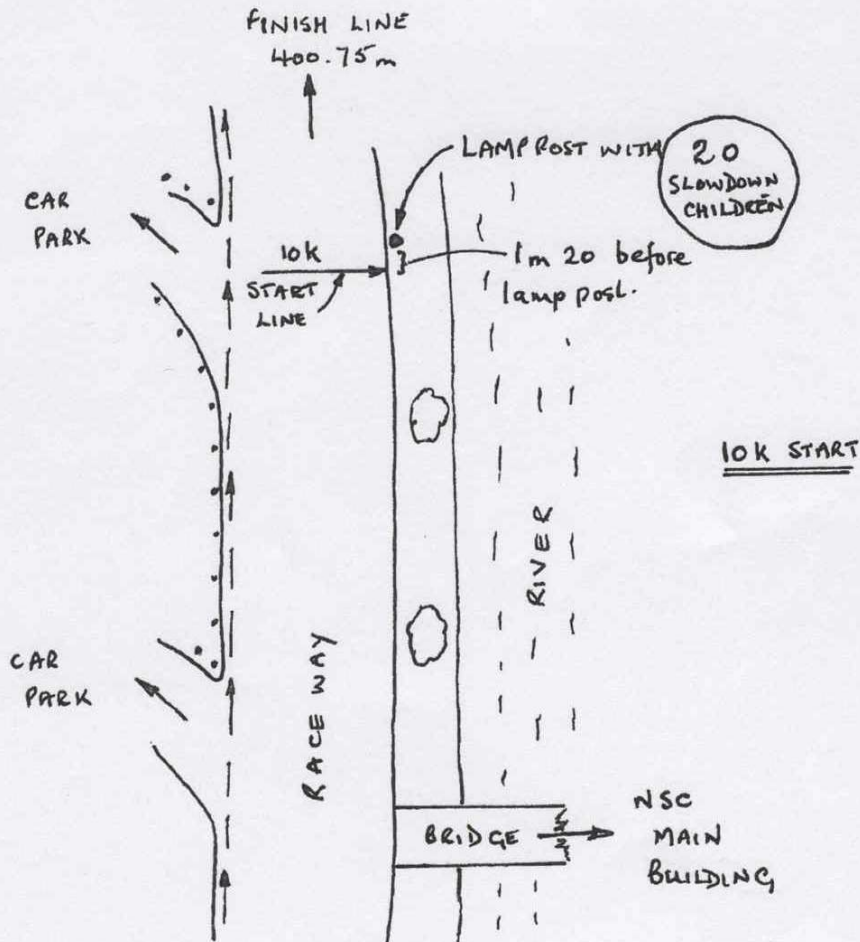 FINISH LINE
400.75m
LAMP POST WITH
20
SLOWDOWN
CHILDREN
CAR
PARK
10k
START
LINE
1m 20 before
lamp post.
10K START
RIVER
CAR
PARK
RACE WAY
BRIDGE
NSC
MAIN
BUILDING